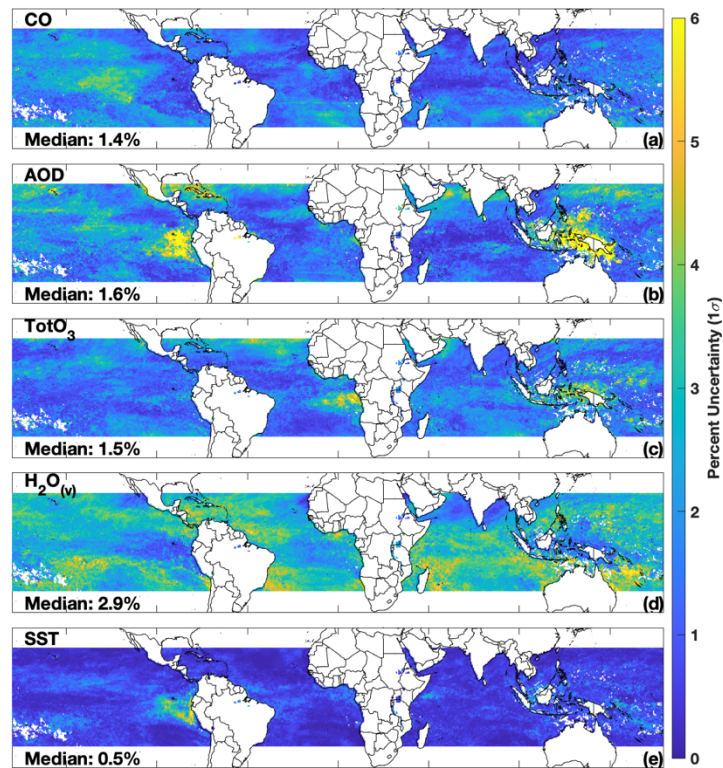 CO
Median: 1.4%
(a)
AOD
Median: 1.6%
(b)
TotO₃
Median: 1.5%
(c)
H₂O₍ᵥ₎
Median: 2.9%
(d)
SST
Median: 0.5%
(e)
6
5
4
3
2
1
0
Percent Uncertainty (1σ)